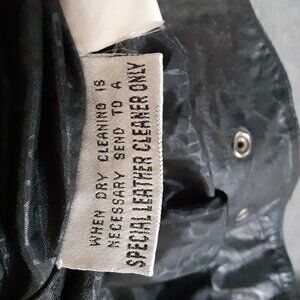 WHEN DRY CLEANING IS
NECESSARY SEND TO A
SPECIAL LEATHER CLEANER ONLY